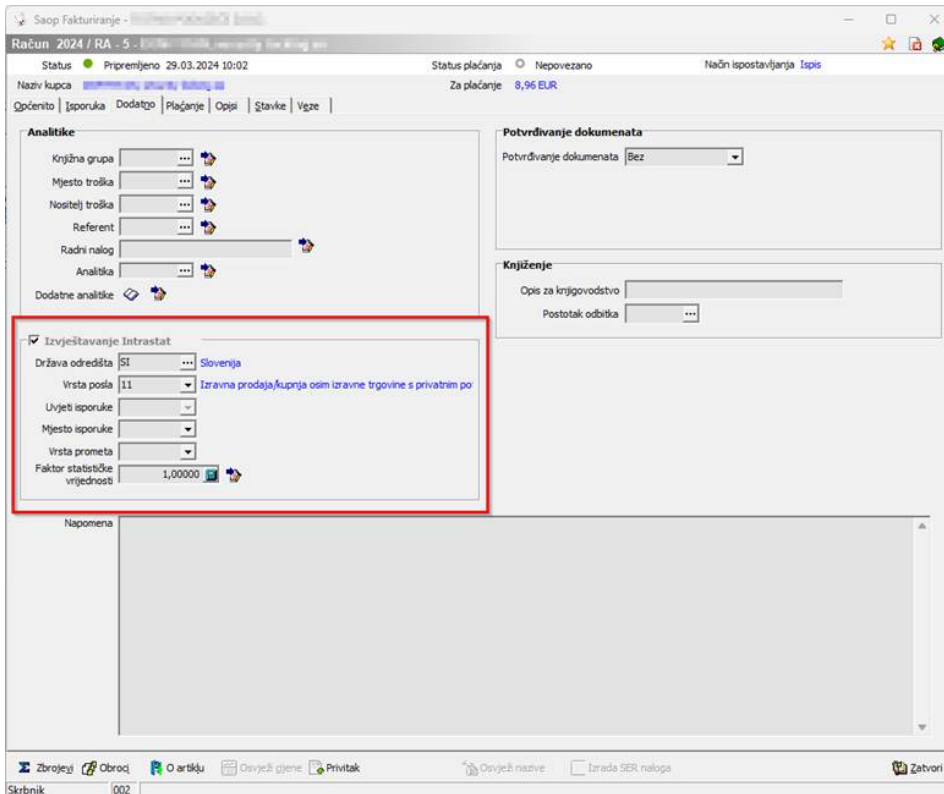 Saop Fakturiranje -
Račun 2024 / RA - 5 -
Status Pripremljeno 29.03.2024 10:02 Status plaćanja Nepovezano Način ispostavljanja Ispis
Naziv kupca Za plaćanje 8,96 EUR
Općenito Isporuka Dodatno Plaćanje Opisi Stavke Veze
Analitike Potvrđivanje dokumenata
Knjižna grupa ... Potvrđivanje dokumenata Bez
Mjesto troška ...
Nositelj troška ...
Referent ...
Radni nalog
Knjiženje
Analitika ...
Opis za knjigovodstvo
Dodatne analitike
Postotak odbitka ...
Izvještavanje Intrastat
Država odredišta SI ... Slovenija
Vrsta posla 11 Izravna prodaja/kupnja osim izravne trgovine s privatnim po
Uvjeti isporuke
Mjesto isporuke
Vrsta prometa
Faktor statističke
vrijednosti 1,00000
Napomena
Zbrojevi Obroci O artiklu Osvježi cijene Privitak Osvježi nazive Izrada SER naloga Zatvori
Skrbnik 002